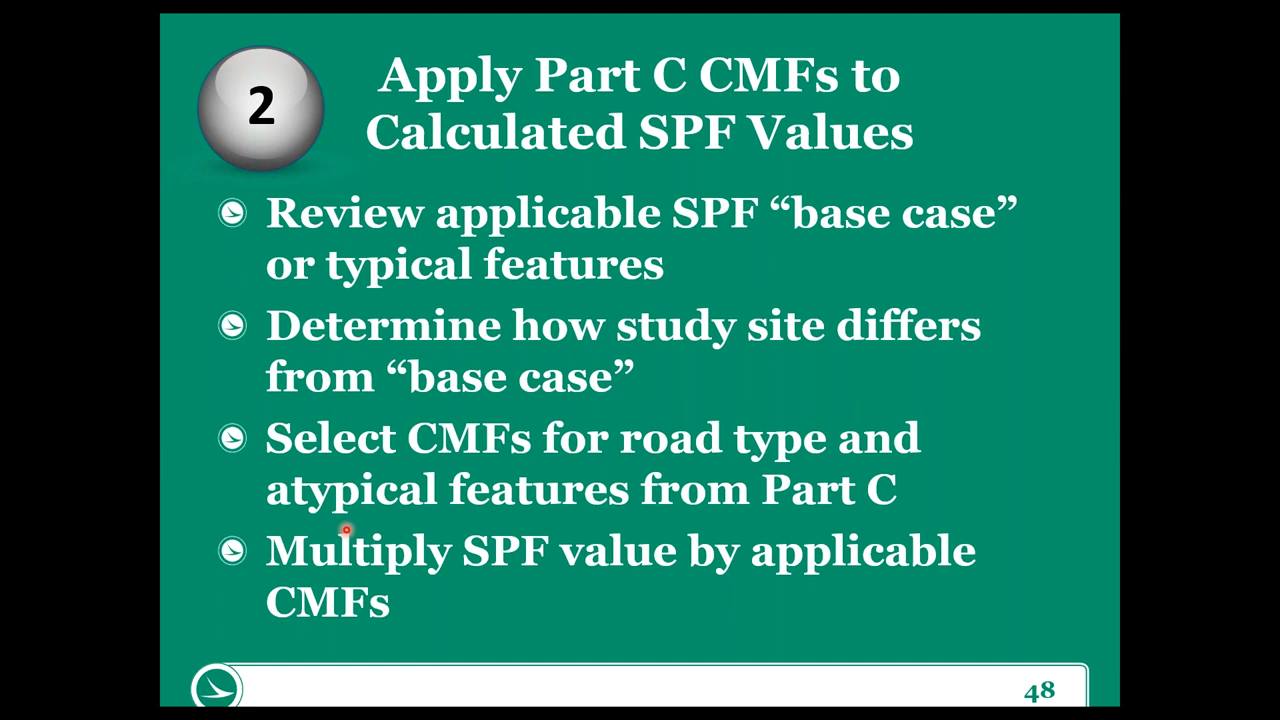 2
Apply Part C CMFs to
Calculated SPF Values
Review applicable SPF “base case”
or typical features
Determine how study site differs
from “base case”
Select CMFs for road type and
atypical features from Part C
Multiply SPF value by applicable
CMFs
48